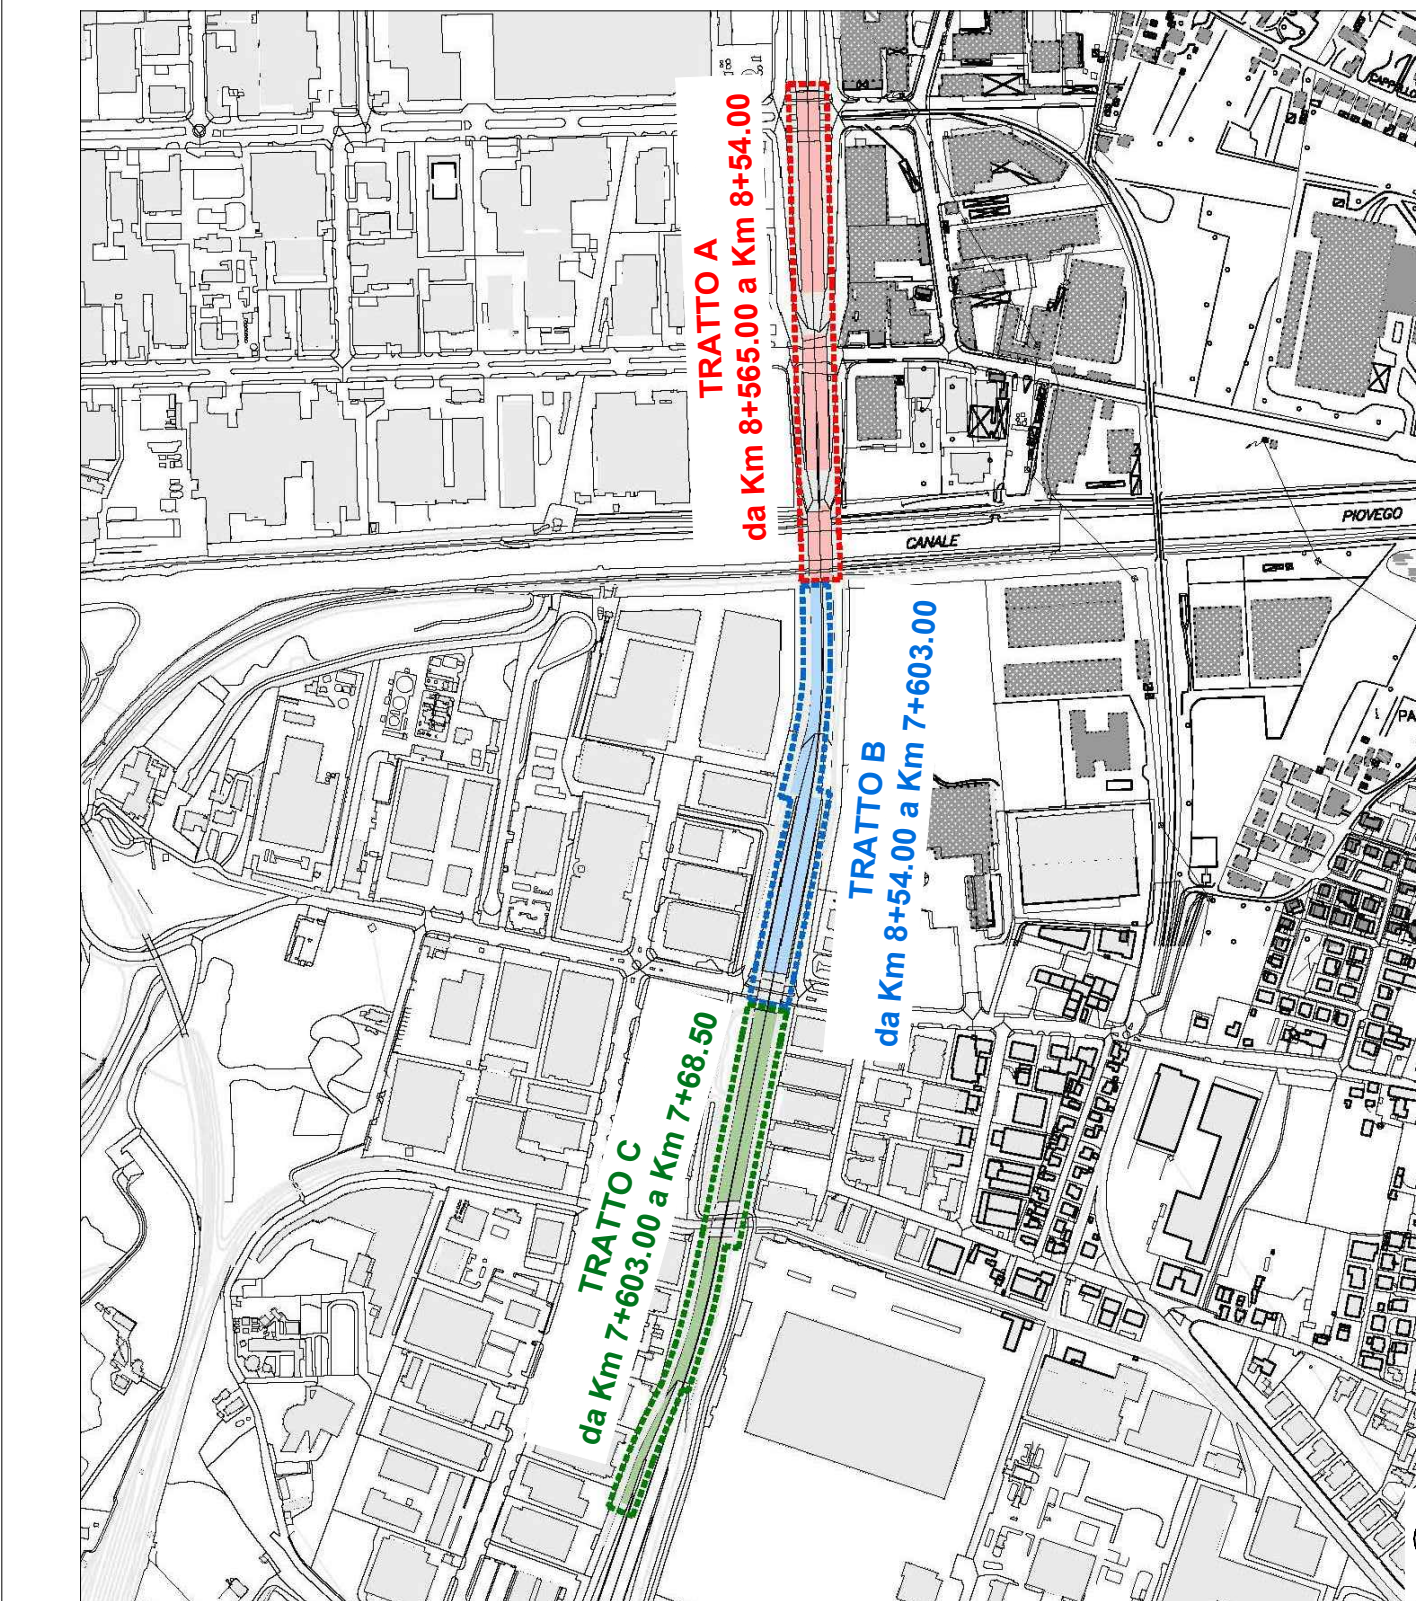 TRATTO A
da Km 8+565.00 a Km 8+54.00
CANALE
PIOVEGO
TRATTO B
da Km 8+54.00 a Km 7+603.00
TRATTO C
da Km 7+603.00 a Km 7+68.50
PA